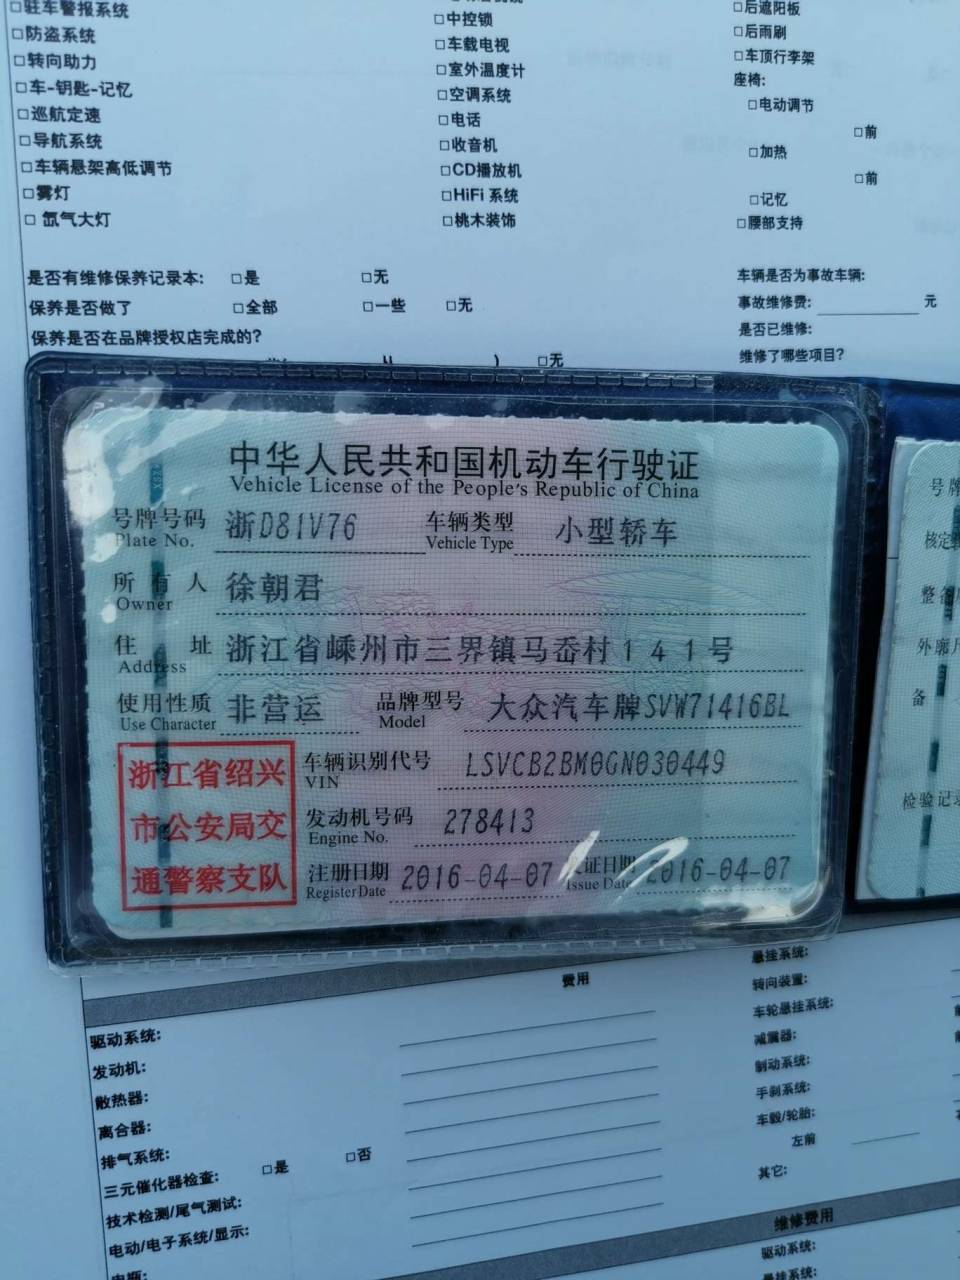 □驻车警报系统
□防盗系统
□转向助力
□车-钥匙-记忆
□巡航定速
□导航系统
□车辆悬架高低调节
□雾灯
□ 氙气大灯
□中控锁
□车载电视
□室外温度计
□空调系统
□电话
□收音机
□CD播放机
□HiFi 系统
□桃木装饰
□后遮阳板
□后雨刷
□车顶行李架
座椅:
□电动调节
□前
□加热
□前
□记忆
□腰部支持
是否有维修保养记录本: □是 □无
保养是否做了 □全部 □一些 □无
保养是否在品牌授权店完成的?
) □无
车辆是否为事故车辆:
事故维修费: 元
是否已维修:
维修了哪些项目?
中华人民共和国机动车行驶证
Vehicle License of the People's Republic of China
号牌号码 浙D81V76 车辆类型 小型轿车
Plate No. Vehicle Type
所有人 徐朝君
Owner
住址 浙江省嵊州市三界镇马岙村141号
Address
使用性质 非营运 品牌型号 大众汽车牌SVW71416BL
Use Character Model
浙江省绍兴
市公安局交
通警察支队
车辆识别代号 LSVCB2BM0GN030449
VIN
发动机号码 278413
Engine No.
注册日期 2016-04-07 证日期 2016-04-07
Register Date Issue Date
号牌
核定
整备
外廓尺
备
检验记录
费用
驱动系统:
发动机:
散热器:
离合器:
排气系统:
三元催化器检查: □是 □否
技术检测/尾气测试:
电动/电子系统/显示:
电瓶:
悬挂系统:
转向装置:
车轮悬挂系统:
减震器:
制动系统:
手刹系统:
车毂/轮胎:
左前
其它:
维修费用
驱动系统:
悬挂系统: